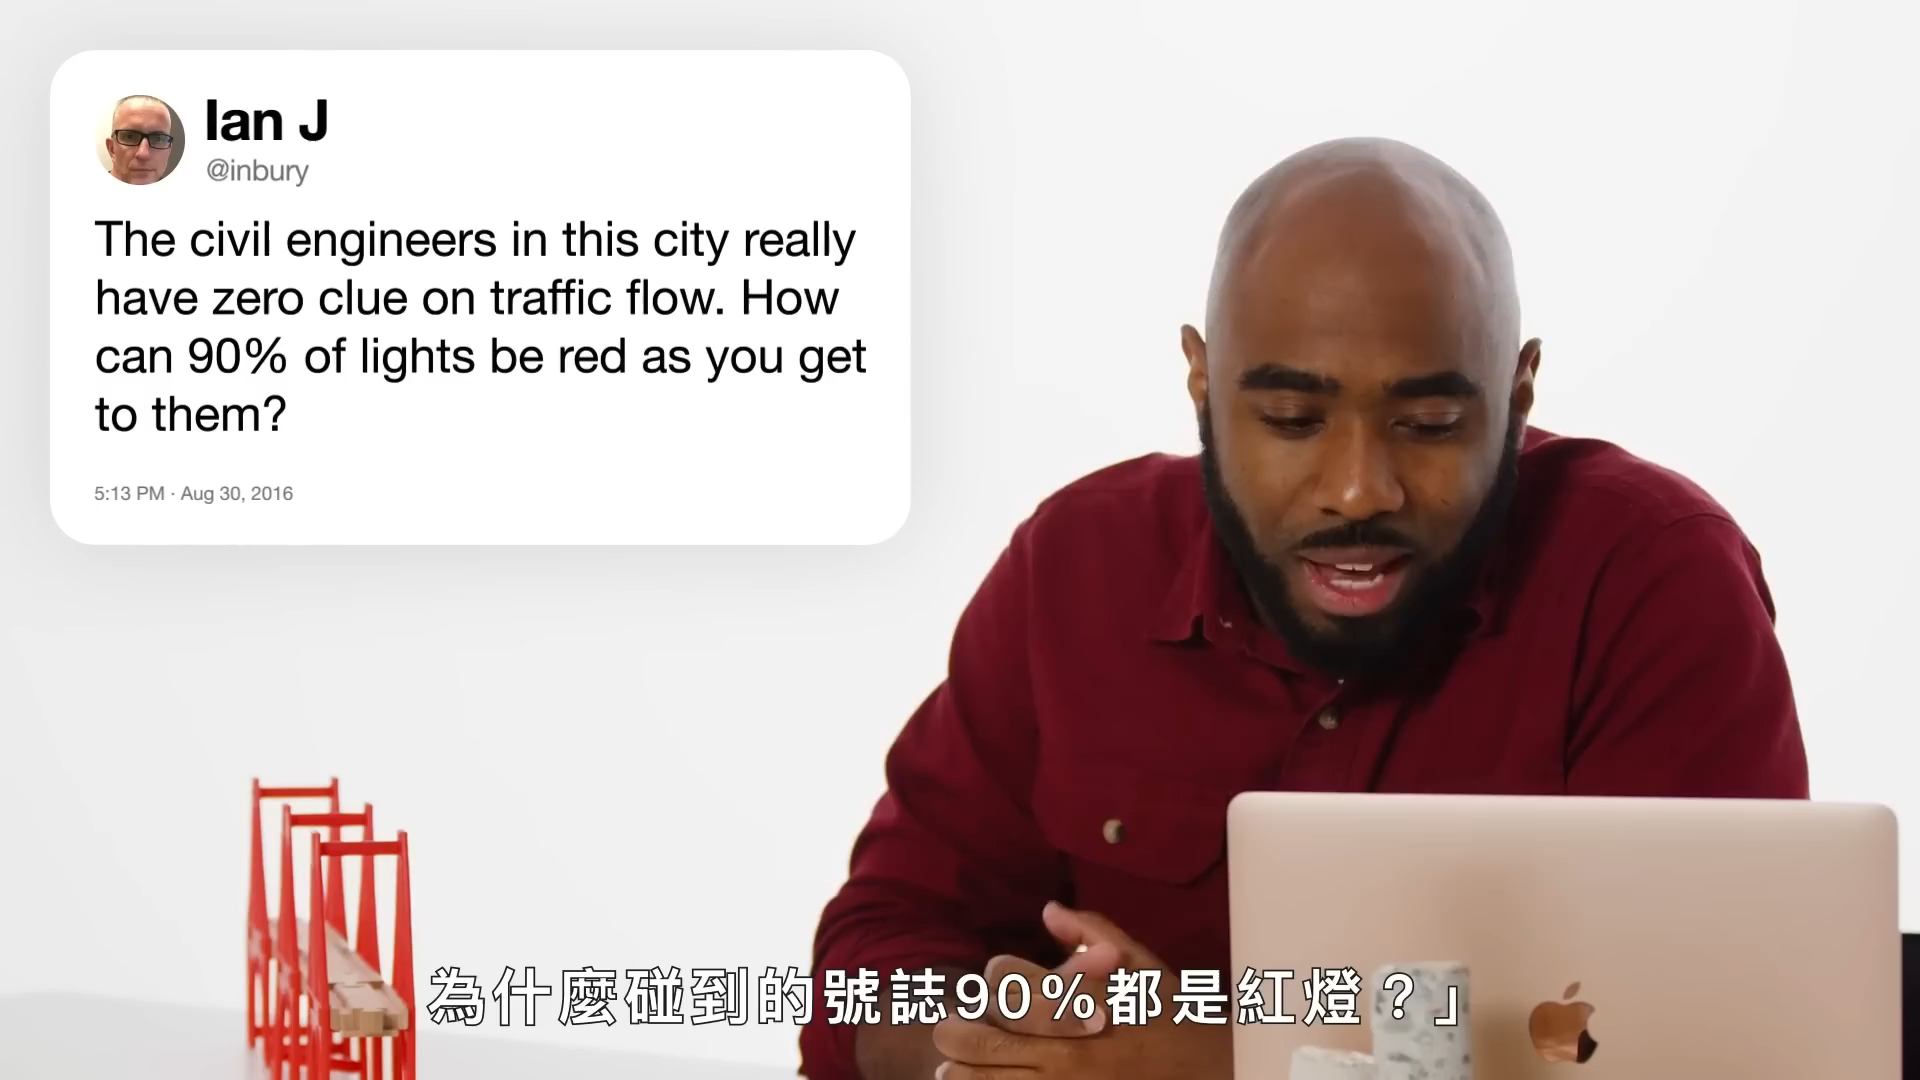 Ian J
@inbury
The civil engineers in this city really
have zero clue on traffic flow. How
can 90% of lights be red as you get
to them?
5:13 PM · Aug 30, 2016
為什麼碰到的號誌90%都是紅燈？」